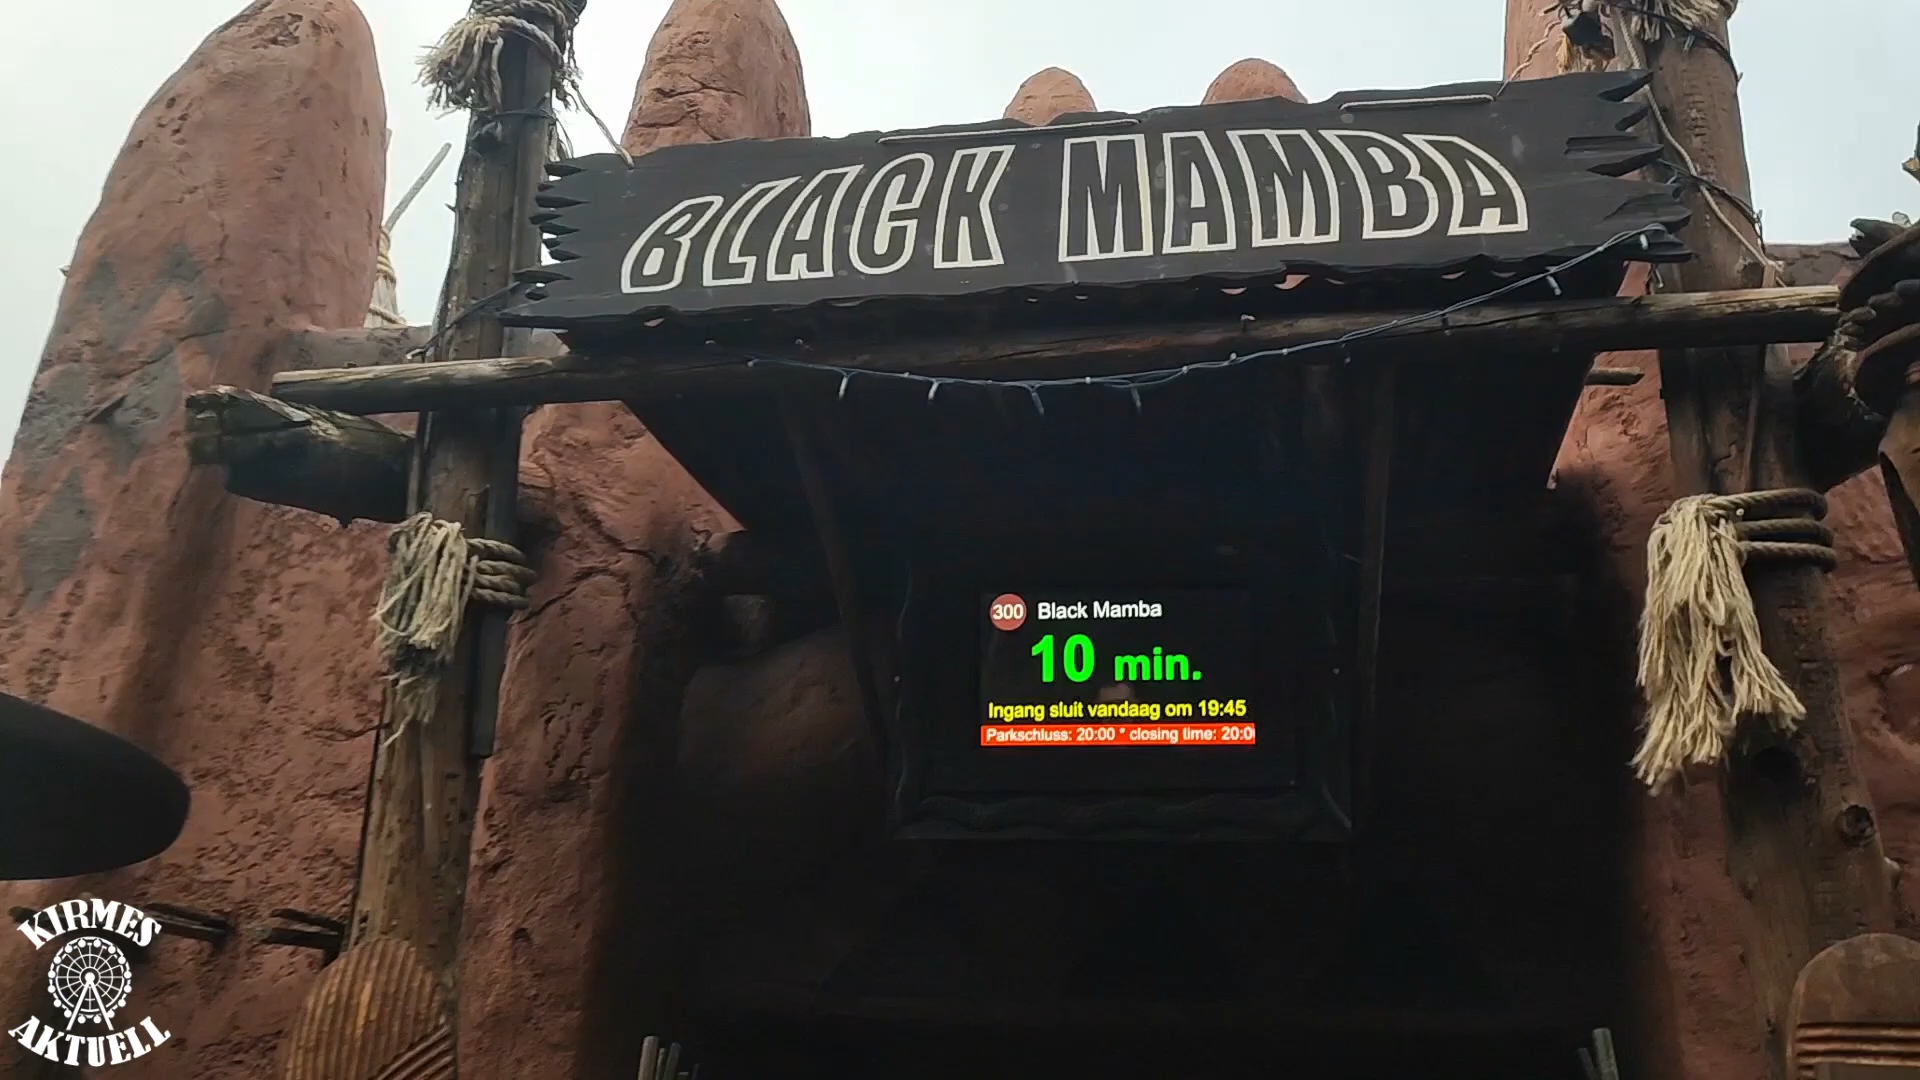 BLACK MAMBA
300 Black Mamba
10 min.
Ingang sluit vandaag om 19:45
Parkschluss: 20:00 * closing time: 20:0
KIRMES
AKTUELL